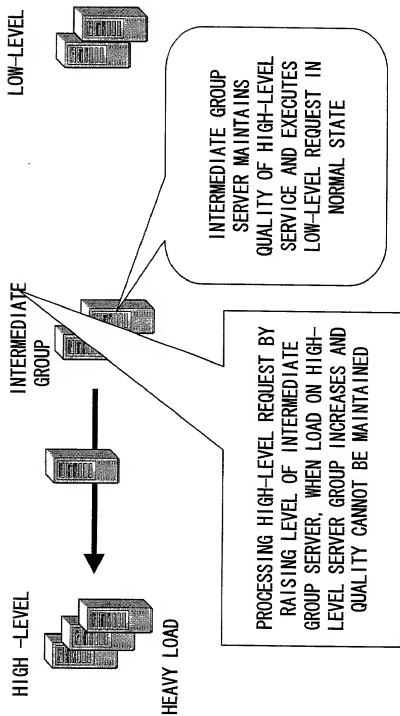 HIGH -LEVEL
HEAVY LOAD
INTERMEDIATE
GROUP
LOW-LEVEL
PROCESSING HIGH-LEVEL REQUEST BY
RAISING LEVEL OF INTERMEDIATE
GROUP SERVER, WHEN LOAD ON HIGH-
LEVEL SERVER GROUP INCREASES AND
QUALITY CANNOT BE MAINTAINED
INTERMEDIATE GROUP
SERVER MAINTAINS
QUALITY OF HIGH-LEVEL
SERVICE AND EXECUTES
LOW-LEVEL REQUEST IN
NORMAL STATE